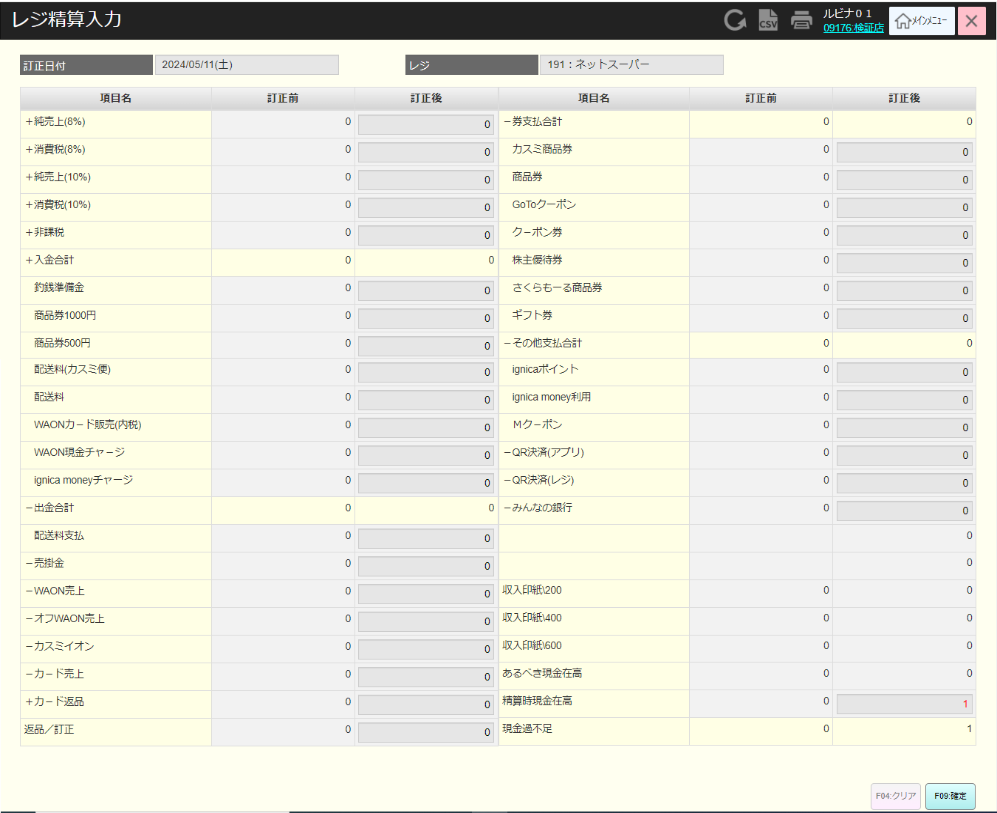 レジ精算入力
CSV
ルビナ01
09176:検証店
メインメニュー
訂正日付 2024/05/11(土) レジ 191：ネットスーパー
項目名 訂正前 訂正後 項目名 訂正前 訂正後
＋純売上(8%) 0 0 －券支払合計 0 0
＋消費税(8%) 0 0 カスミ商品券 0 0
＋純売上(10%) 0 0 商品券 0 0
＋消費税(10%) 0 0 GoToクーポン 0 0
＋非課税 0 0 クーポン券 0 0
＋入金合計 0 0 株主優待券 0 0
釣銭準備金 0 0 さくらもーる商品券 0 0
商品券1000円 0 0 ギフト券 0 0
商品券500円 0 0 －その他支払合計 0 0
配送料(カスミ便) 0 0 ignicaポイント 0 0
配送料 0 0 ignica money利用 0 0
WAONカード販売(内税) 0 0 Mクーポン 0 0
WAON現金チャージ 0 0 －QR決済(アプリ) 0 0
ignica moneyチャージ 0 0 －QR決済(レジ) 0 0
－出金合計 0 0 －みんなの銀行 0 0
配送料支払 0 0 0
－売掛金 0 0 0
－WAON売上 0 0 収入印紙\200 0 0
－オフWAON売上 0 0 収入印紙\400 0 0
－カスミイオン 0 0 収入印紙\600 0 0
－カード売上 0 0 あるべき現金在高 0 0
＋カード返品 0 0 精算時現金在高 0 1
返品／訂正 0 0 現金過不足 0 1
F04:クリア F09:確定